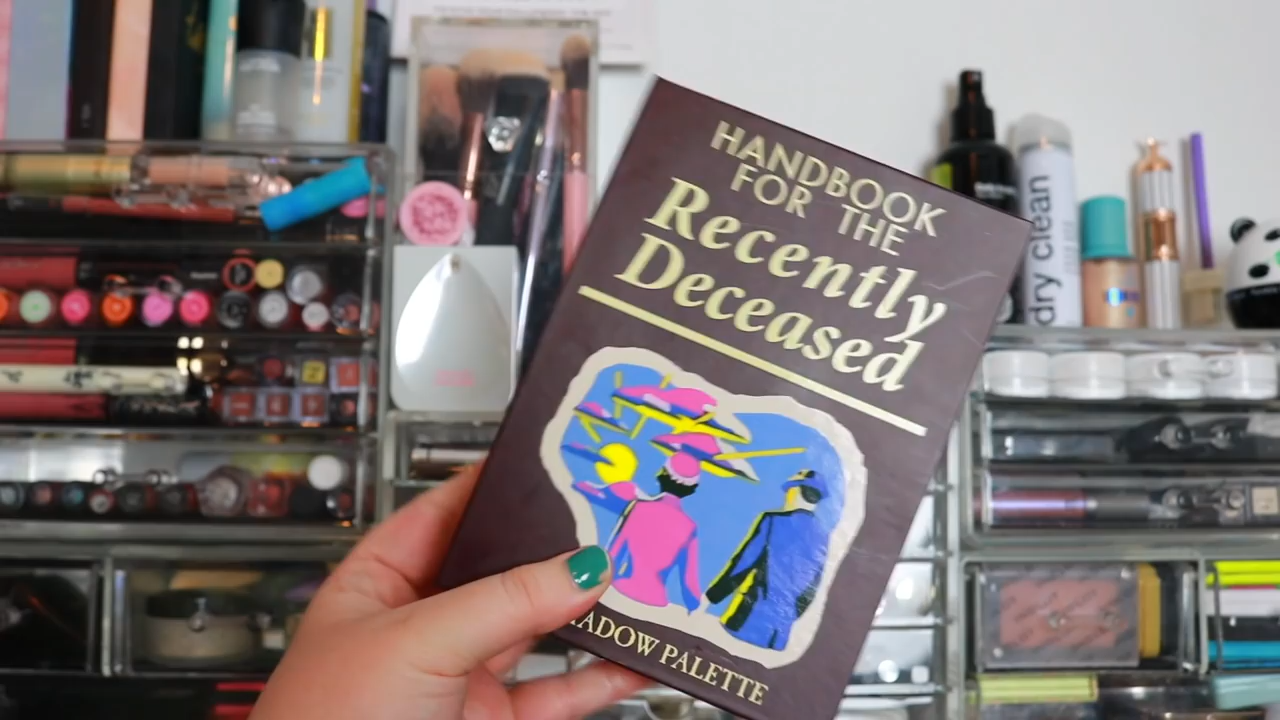 HANDBOOK
FOR THE
Recently
Deceased
ADOW PALETTE
dry clean